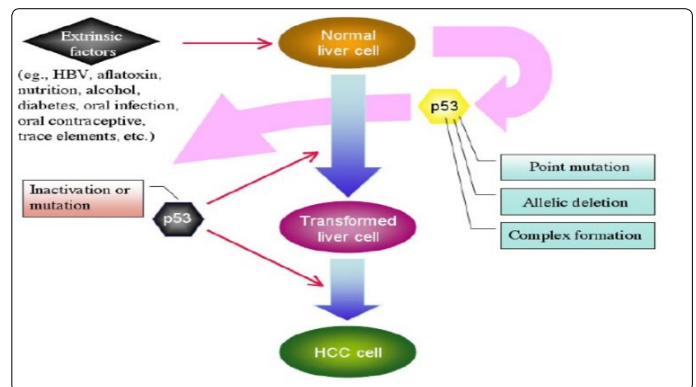 Extrinsic
factors
(eg., HBV, aflatoxin,
nutrition, alcohol,
diabetes, oral infection,
oral contraceptive,
trace elements, etc.)
Normal
liver cell
p53
Point mutation
Allelic deletion
Complex formation
Inactivation or
mutation
p53
Transformed
liver cell
HCC cell